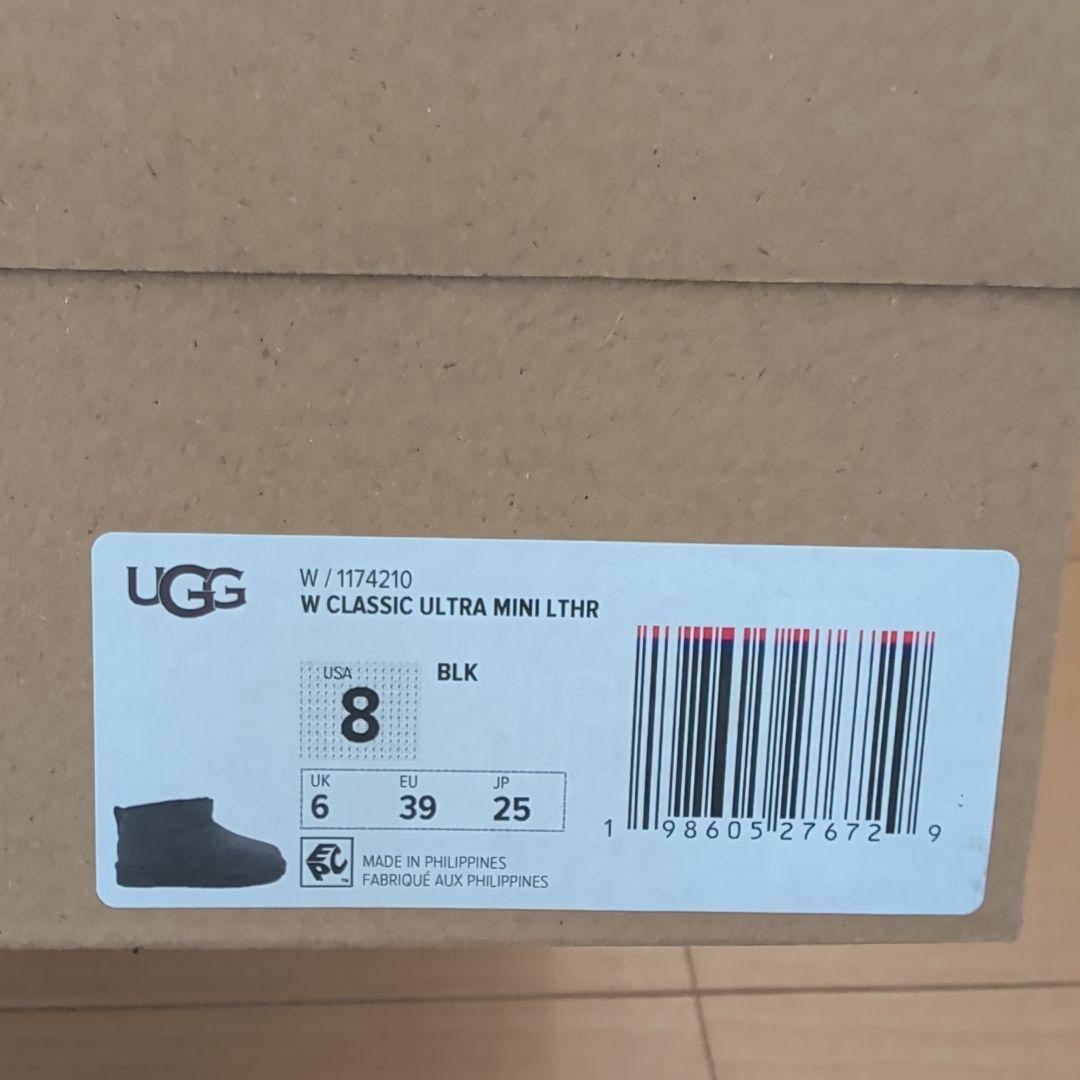 UGG
W / 1174210
W CLASSIC ULTRA MINI LTHR
USA
8
BLK
UK EU JP
6 39 25
EPC
MADE IN PHILIPPINES
FABRIQUÉ AUX PHILIPPINES
1 98605 27672 9